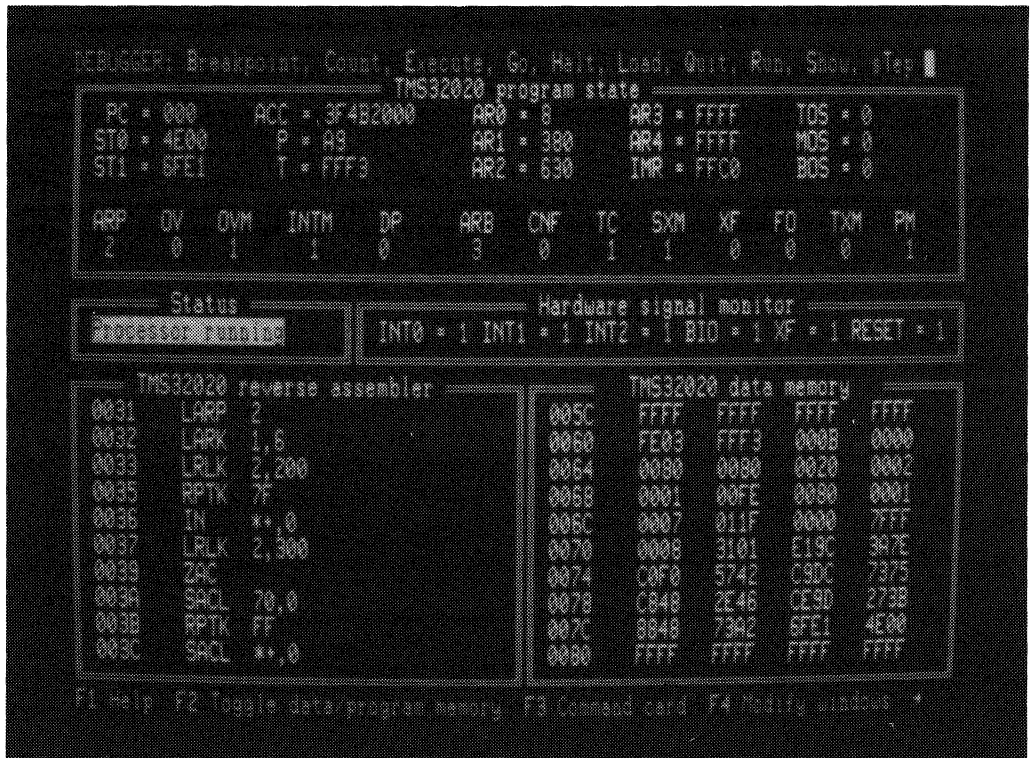 DEBUGGER: Breakpoint, Count, Execute, Go, Halt, Load, Quit, Run, Show, sTep
TMS32020 program state
PC = 000 ACC = 3F4B2000 AR0 = 8 AR3 = FFFF TOS = 0
ST0 = 4E00 P = A9 AR1 = 380 AR4 = FFFF MOS = 0
ST1 = 6FE1 T = FFF3 AR2 = 630 IMR = FFC0 BOS = 0
ARP OV OVM INTM DP ARB CNF TC SXM XF FO TXM PM
2 0 1 1 0 3 0 1 1 0 0 0 1
Status Hardware signal monitor
INT0 = 1 INT1 = 1 INT2 = 1 BIO = 1 XF = 1 RESET = 1
TMS32020 reverse assembler TMS32020 data memory
0031 LARP 2 005C FFFF FFFF FFFF FFFF
0032 LARK 1,6 0060 FE03 FFF3 000B 0000
0033 LRLK 2,200 0064 0080 0080 0020 0002
0035 RPTK 7F 0068 0001 00FE 0080 0001
0036 IN *+,0 006C 0007 011F 0000 7FFF
0037 LRLK 2,300 0070 0008 3101 E19C 3A7E
0039 ZAC 0074 C0F0 5742 C9DC 7375
003A SACL 70,0 0078 C848 2E46 CE9D 273B
003B RPTK FF 007C 8848 73A2 6FE1 4E00
003C SACL *+,0 0080 FFFF FFFF FFFF FFFF
F1 Help F2 Toggle data/program memory F3 Command card F4 Modify windows